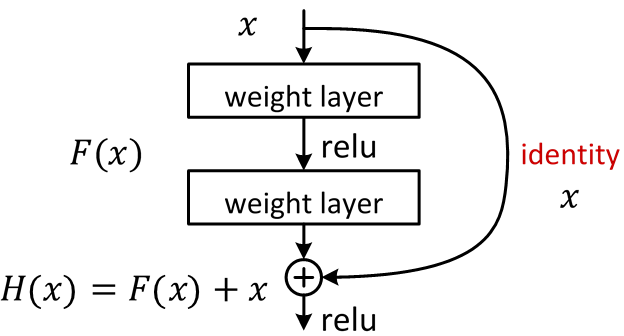 x
weight layer
relu
F(x)
identity
x
weight layer
H(x) = F(x) + x
relu